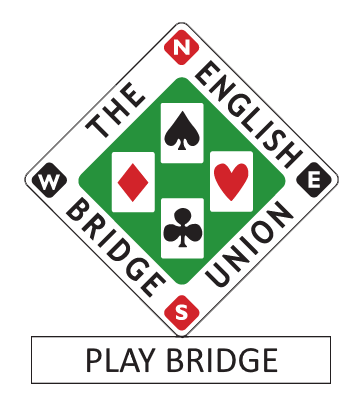 N
THE ENGLISH
W E
BRIDGE UNION
S
PLAY BRIDGE